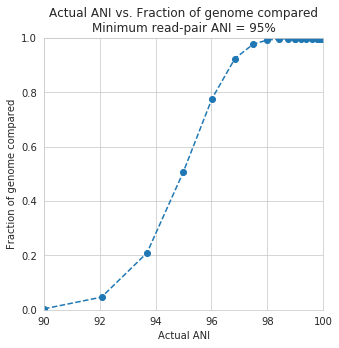 Actual ANI vs. Fraction of genome compared
Minimum read-pair ANI = 95%
1.0
0.8
0.6
0.4
0.2
0.0
Fraction of genome compared
90 92 94 96 98 100
Actual ANI